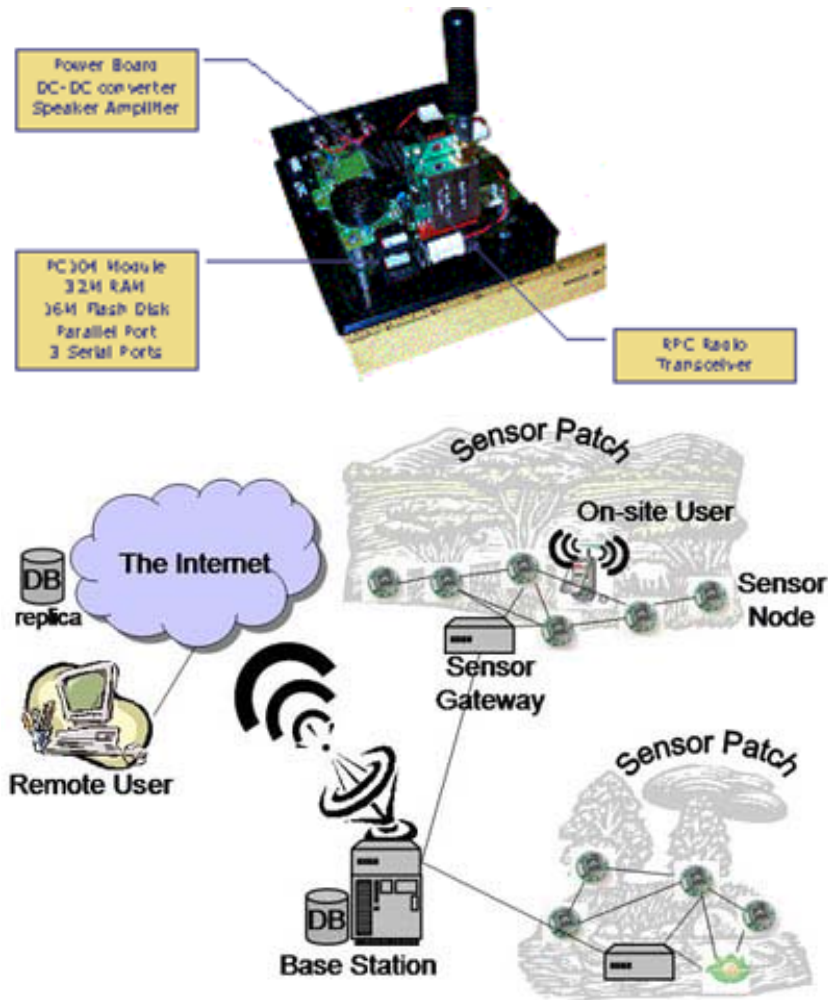 Power Board
DC-DC converter
Speaker Amplifier
PC104 Module
32M RAM
16M Flash Disk
Parallel Port
3 Serial Ports
RPC Radio
Transceiver
Sensor Patch
On-site User
The Internet
DB
replica
Sensor
Node
Sensor
Gateway
Remote User
Sensor Patch
DB
Base Station